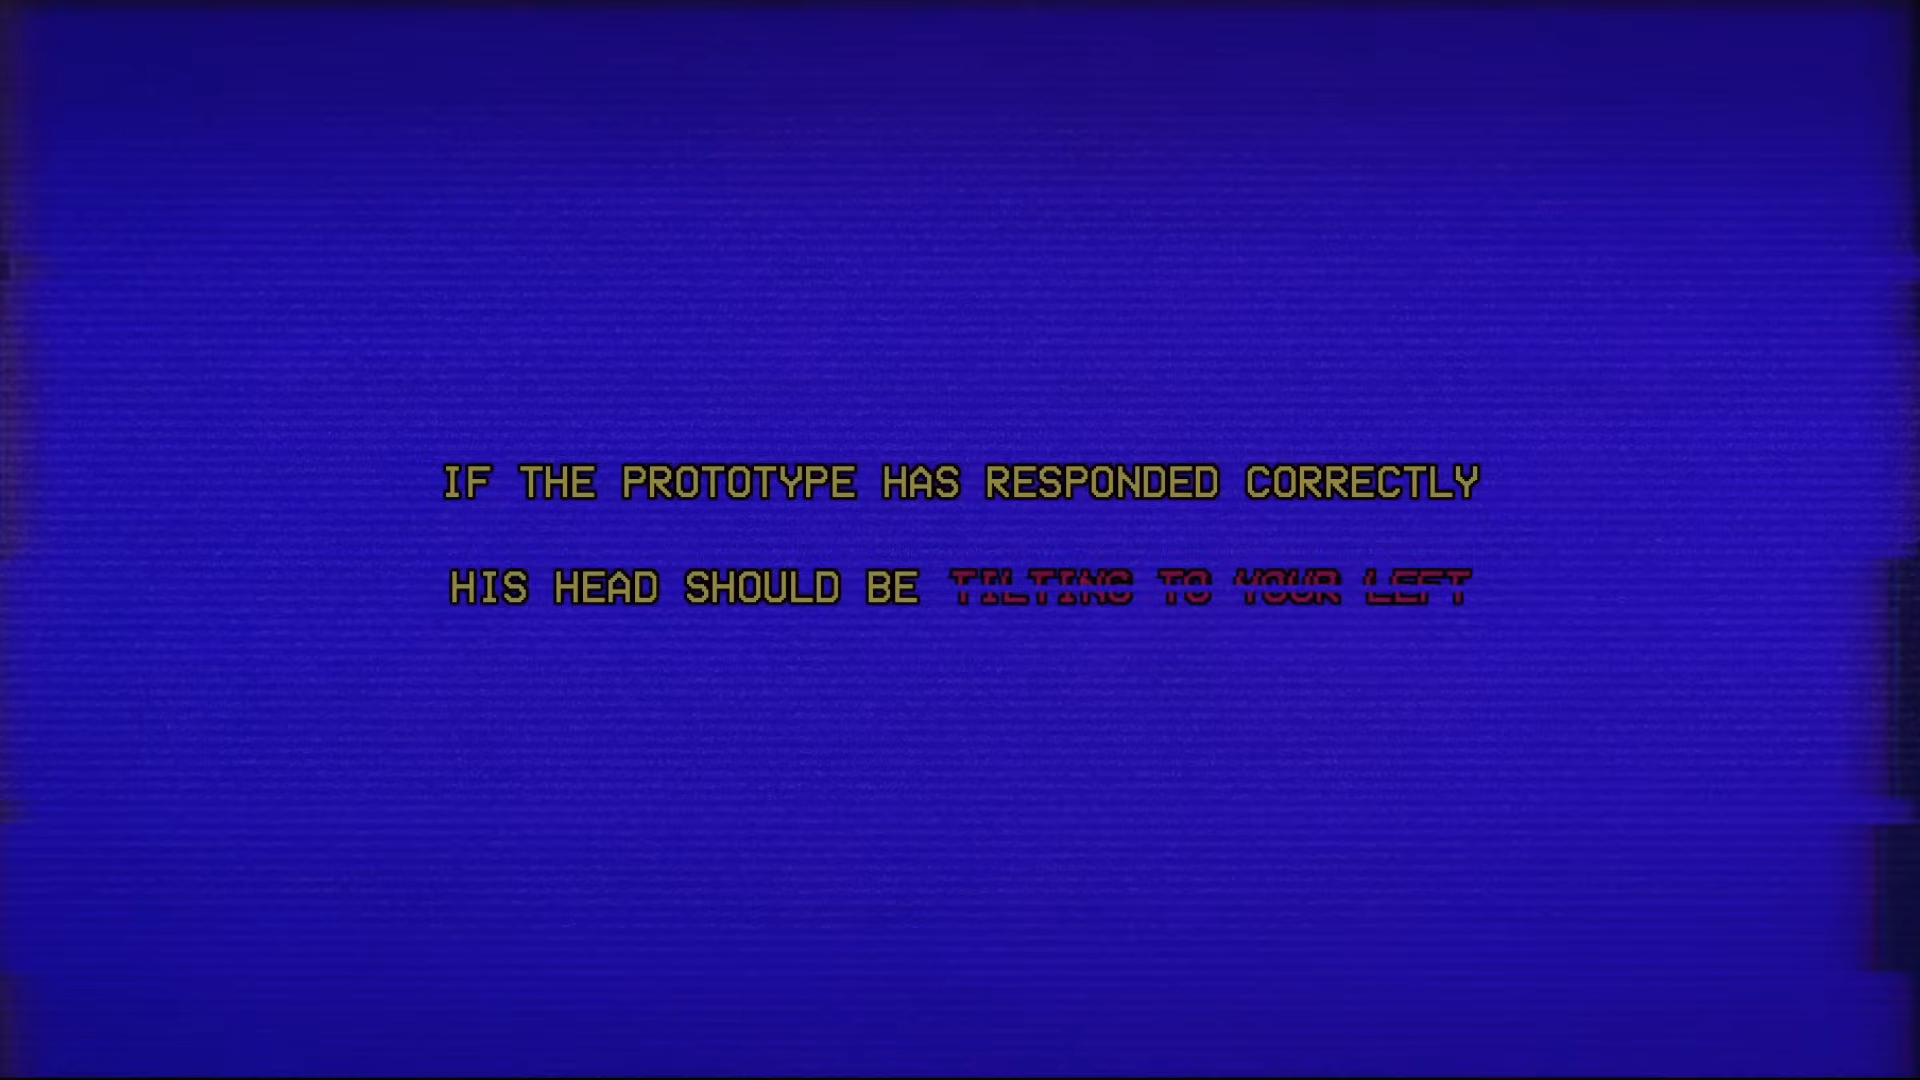 IF THE PROTOTYPE HAS RESPONDED CORRECTLY
HIS HEAD SHOULD BE TILTING TO YOUR LEFT